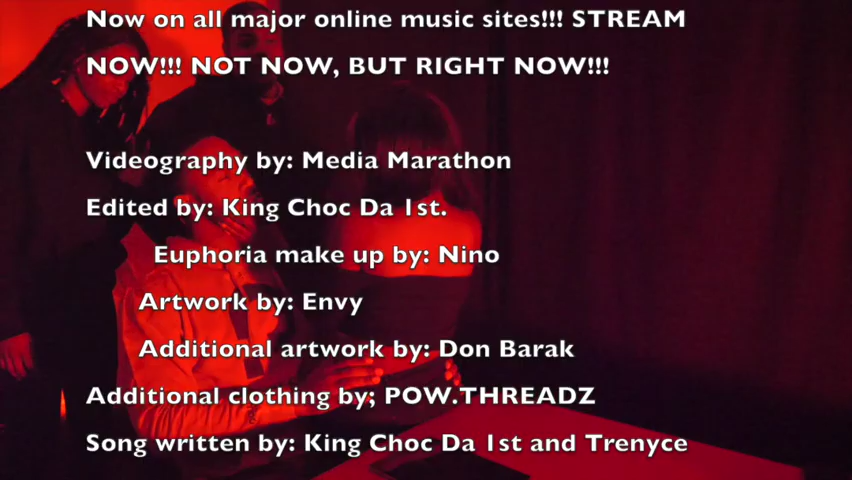 Now on all major online music sites!!! STREAM
NOW!!! NOT NOW, BUT RIGHT NOW!!!
Videography by: Media Marathon
Edited by: King Choc Da 1st.
Euphoria make up by: Nino
Artwork by: Envy
Additional artwork by: Don Barak
Additional clothing by; POW.THREADZ
Song written by: King Choc Da 1st and Trenyce